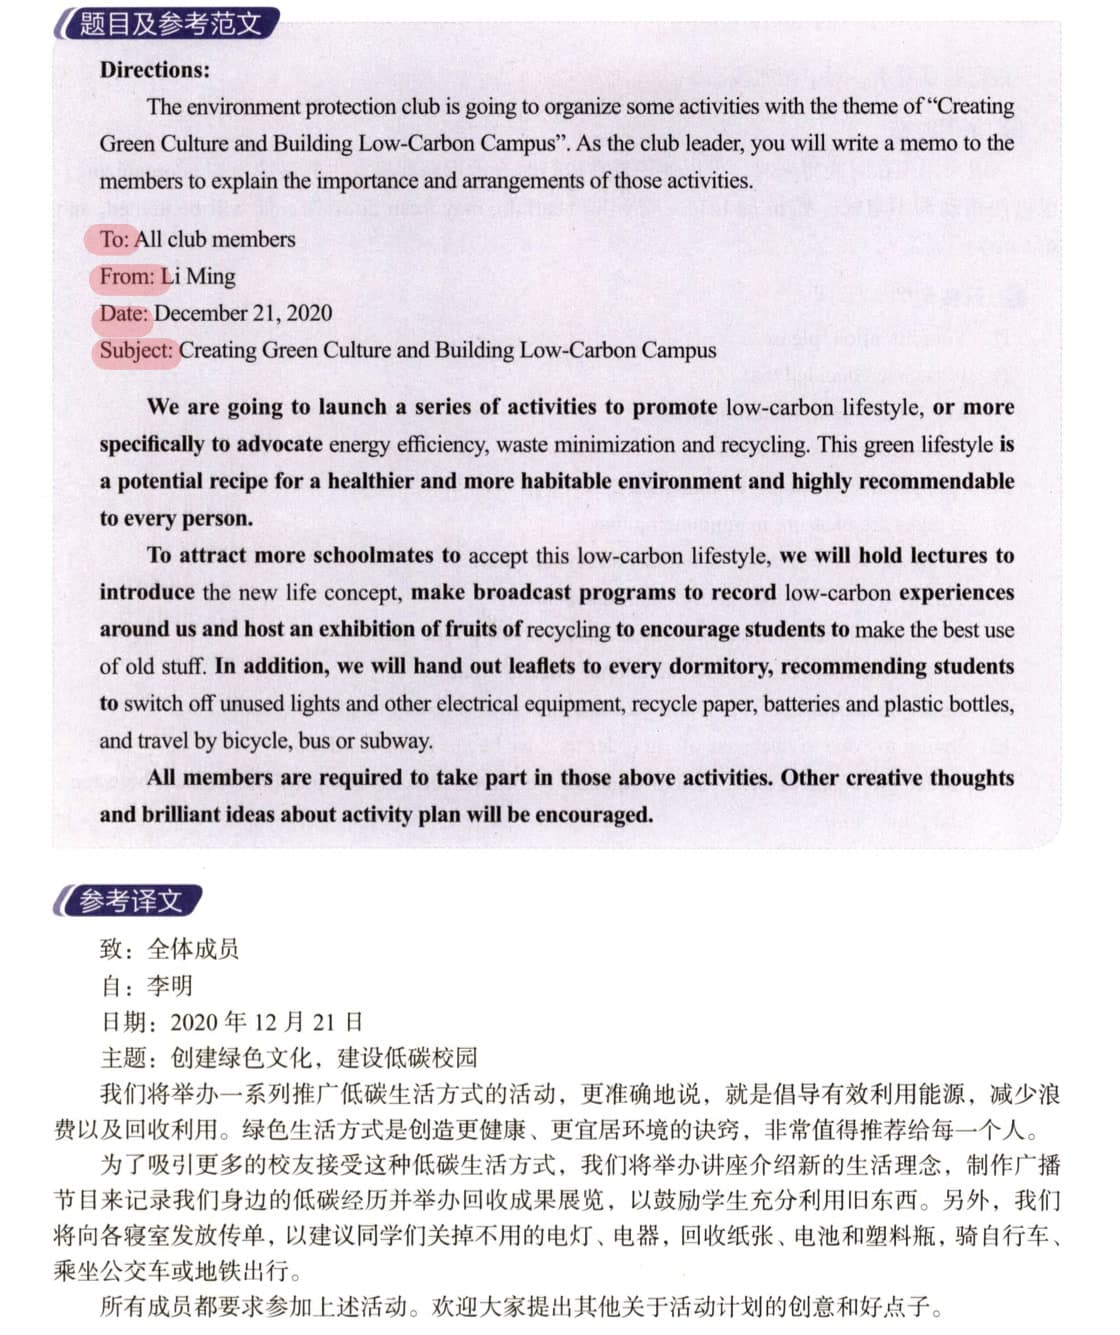 题目及参考范文
Directions:
The environment protection club is going to organize some activities with the theme of “Creating
Green Culture and Building Low-Carbon Campus”. As the club leader, you will write a memo to the
members to explain the importance and arrangements of those activities.
To: All club members
From: Li Ming
Date: December 21, 2020
Subject: Creating Green Culture and Building Low-Carbon Campus
We are going to launch a series of activities to promote low-carbon lifestyle, or more
specifically to advocate energy efficiency, waste minimization and recycling. This green lifestyle is
a potential recipe for a healthier and more habitable environment and highly recommendable
to every person.
To attract more schoolmates to accept this low-carbon lifestyle, we will hold lectures to
introduce the new life concept, make broadcast programs to record low-carbon experiences
around us and host an exhibition of fruits of recycling to encourage students to make the best use
of old stuff. In addition, we will hand out leaflets to every dormitory, recommending students
to switch off unused lights and other electrical equipment, recycle paper, batteries and plastic bottles,
and travel by bicycle, bus or subway.
All members are required to take part in those above activities. Other creative thoughts
and brilliant ideas about activity plan will be encouraged.
参考译文
致：全体成员
自：李明
日期：2020 年 12 月 21 日
主题：创建绿色文化，建设低碳校园
我们将举办一系列推广低碳生活方式的活动，更准确地说，就是倡导有效利用能源，减少浪
费以及回收利用。绿色生活方式是创造更健康、更宜居环境的诀窍，非常值得推荐给每一个人。
为了吸引更多的校友接受这种低碳生活方式，我们将举办讲座介绍新的生活理念，制作广播
节目来记录我们身边的低碳经历并举办回收成果展览，以鼓励学生充分利用旧东西。另外，我们
将向各寝室发放传单，以建议同学们关掉不用的电灯、电器，回收纸张、电池和塑料瓶，骑自行车、
乘坐公交车或地铁出行。
所有成员都要求参加上述活动。欢迎大家提出其他关于活动计划的创意和好点子。